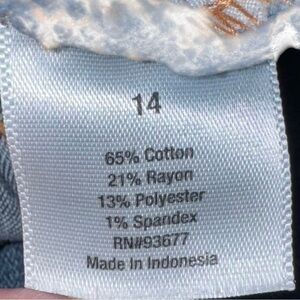 14
65% Cotton
21% Rayon
13% Polyester
1% Spandex
RN#93677
Made In Indonesia